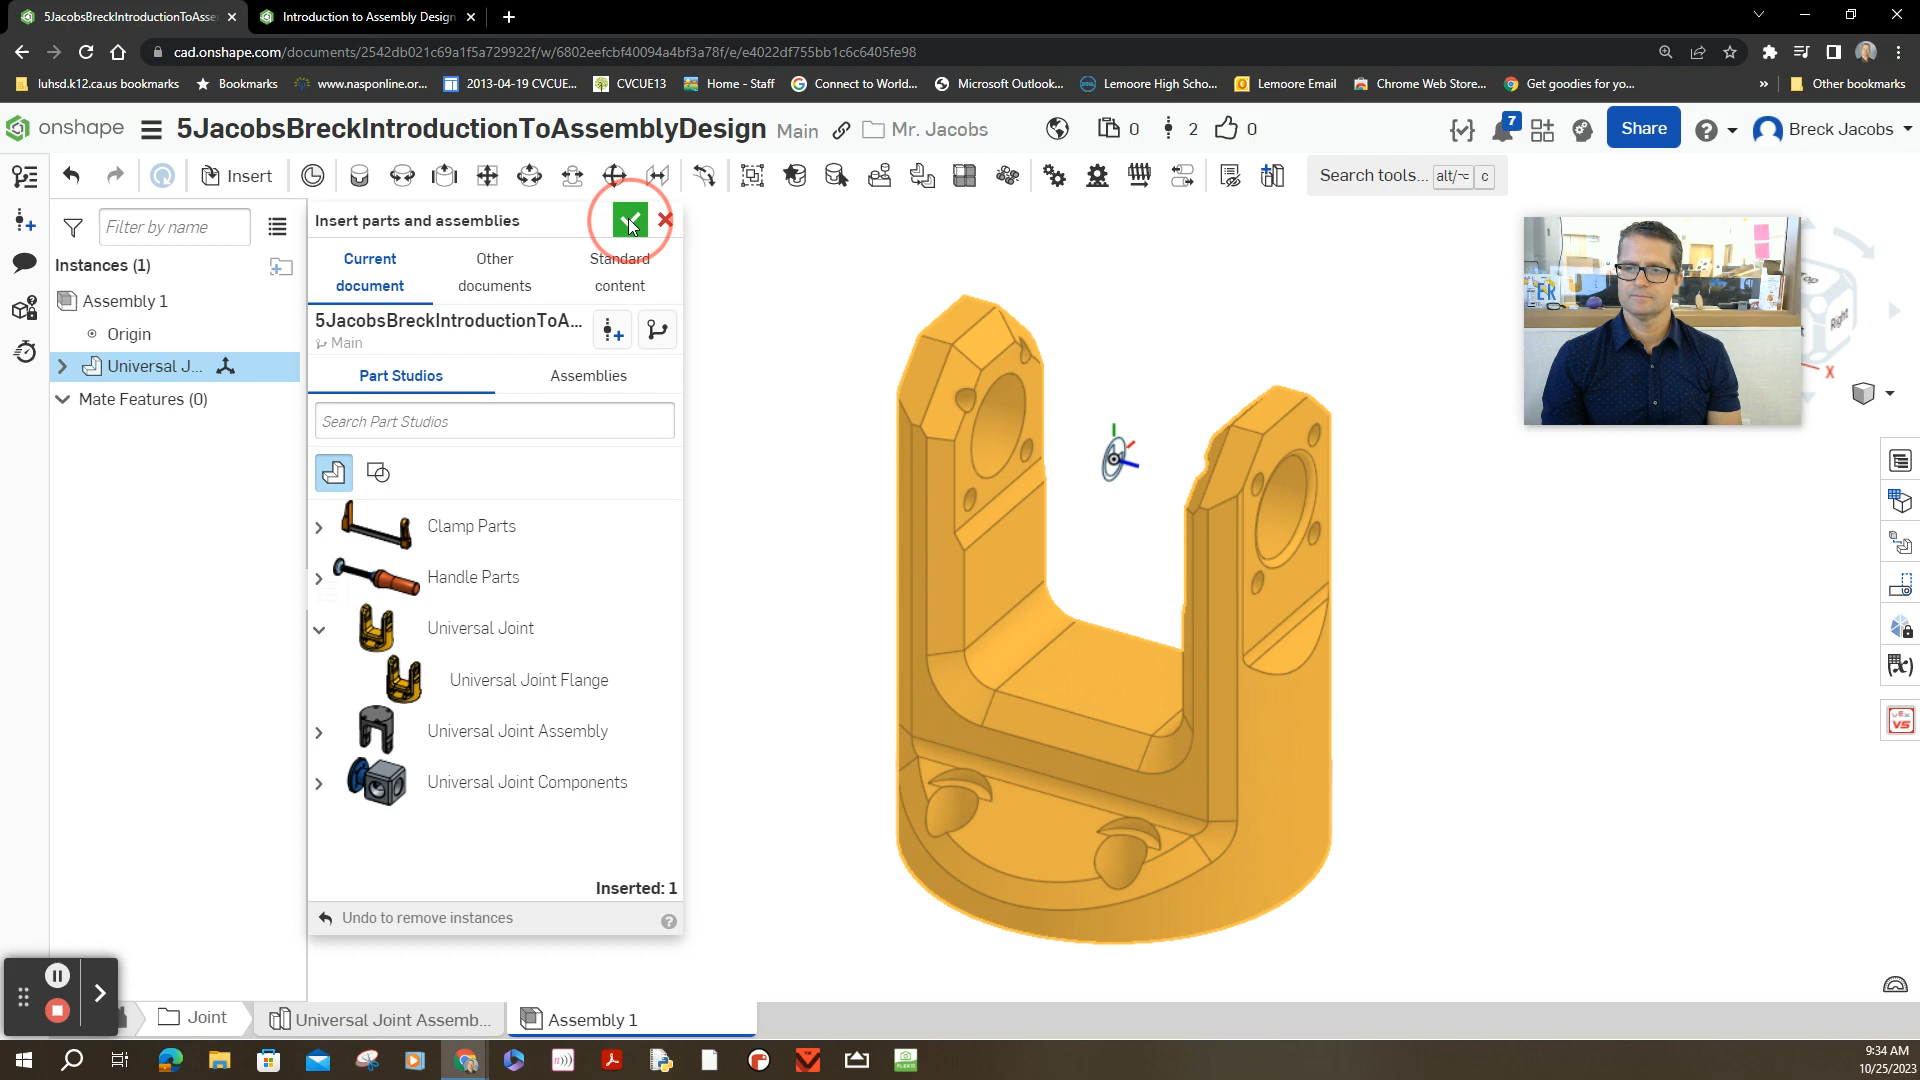 5JacobsBreckIntroductionToAsse
Introduction to Assembly Design
cad.onshape.com/documents/2542db021c69a1f5a729922f/w/6802eefcbf40094a4bf3a78f/e/e4022df755bb1c6c6405fe98
luhsd.k12.ca.us bookmarks
Bookmarks
www.nasponline.or...
2013-04-19 CVCUE...
CVCUE13
Home - Staff
Connect to World...
Microsoft Outlook...
Lemoore High Scho...
Lemoore Email
Chrome Web Store...
Get goodies for yo...
»
Other bookmarks
onshape
5JacobsBreckIntroductionToAssemblyDesign
Main
Mr. Jacobs
0
2
0
7
Share
Breck Jacobs
Insert
Search tools... alt/⌥ c
Filter by name
Instances (1)
Assembly 1
Origin
Universal J...
Mate Features (0)
Insert parts and assemblies
Current document
Other documents
Standard content
5JacobsBreckIntroductionToA...
Main
Part Studios
Assemblies
Search Part Studios
Clamp Parts
Handle Parts
Universal Joint
Universal Joint Flange
Universal Joint Assembly
Universal Joint Components
Inserted: 1
Undo to remove instances
Top
Right
X
Joint
Universal Joint Assemb...
Assembly 1
9:34 AM
10/25/2023